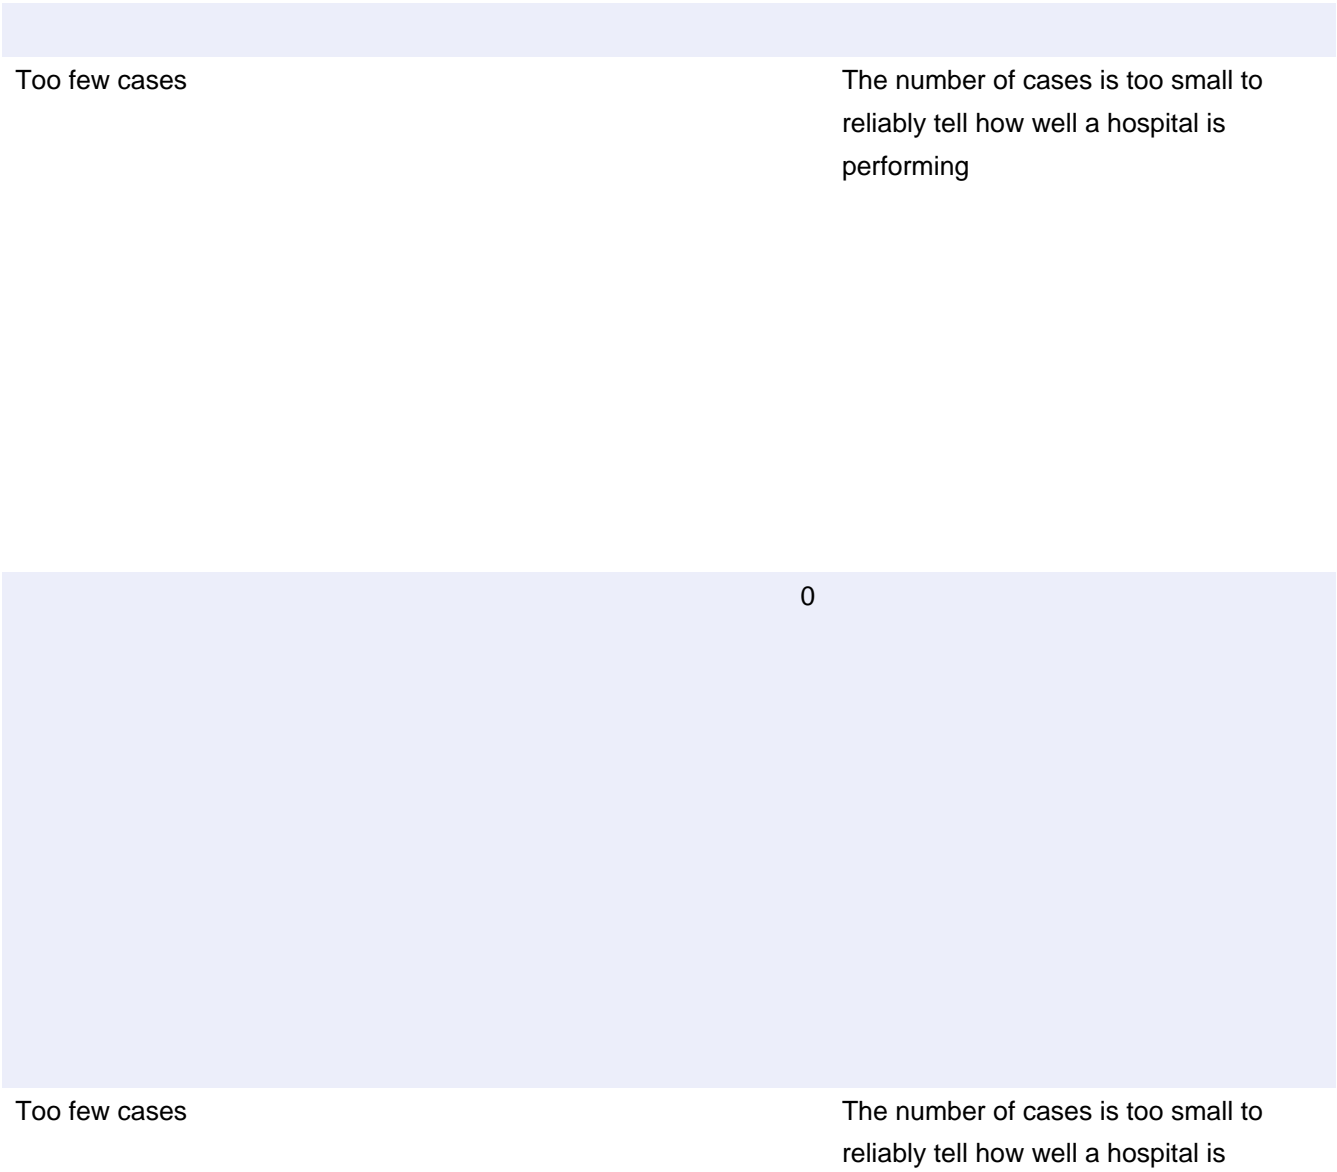 Too few cases
The number of cases is too small to
reliably tell how well a hospital is
performing
0
Too few cases
The number of cases is too small to
reliably tell how well a hospital is